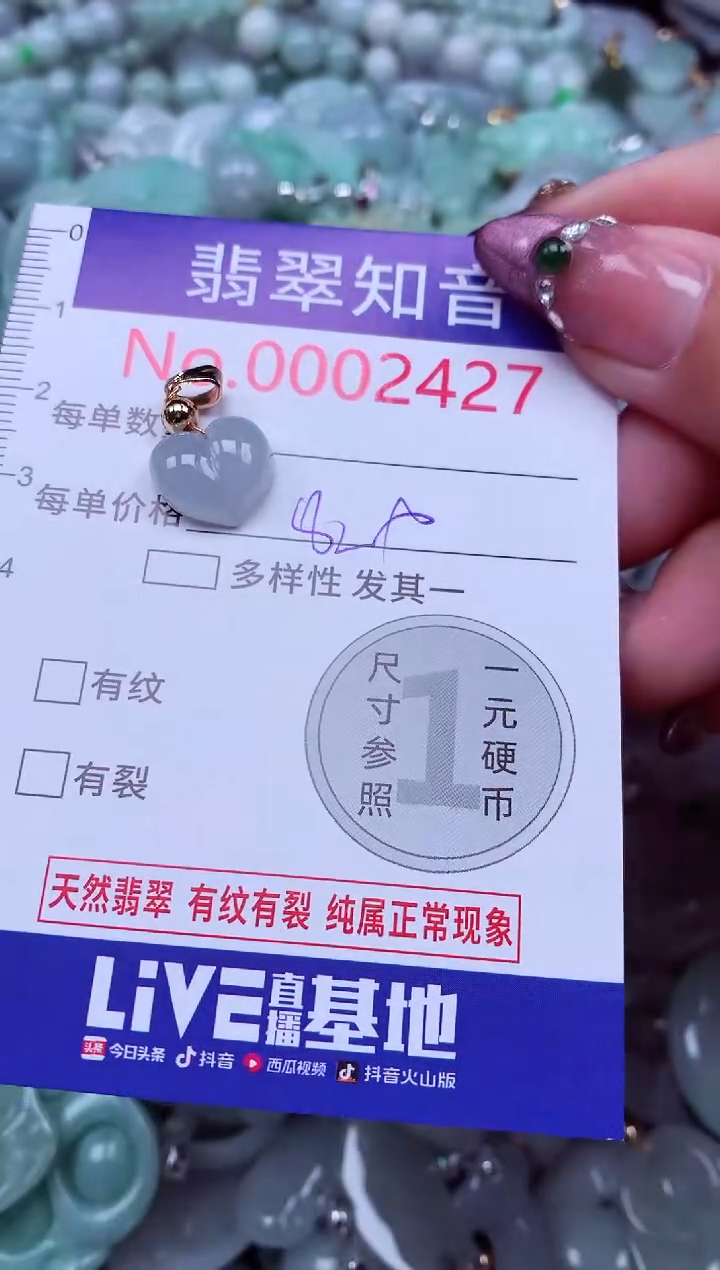 0
翡翠知音
1
No.0002427
2
每单数
3
每单价格
4
多样性 发其一
有纹
有裂
尺寸参照
1
一元硬币
天然翡翠 有纹有裂 纯属正常现象
LiVE直播基地
头条 今日头条 抖音 西瓜视频 抖音火山版